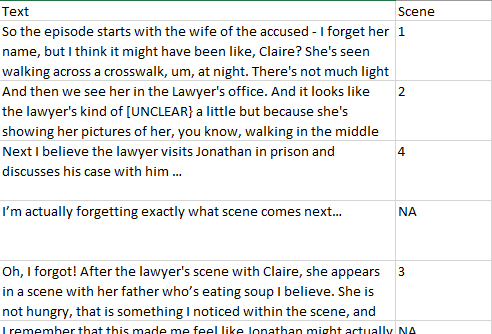 Text Scene
So the episode starts with the wife of the accused - I forget her 1
name, but I think it might have been like, Claire? She's seen
walking across a crosswalk, um, at night. There's not much light
And then we see her in the Lawyer's office. And it looks like 2
the lawyer's kind of [UNCLEAR} a little but because she's
showing her pictures of her, you know, walking in the middle
Next I believe the lawyer visits Jonathan in prison and 4
discusses his case with him ...
I’m actually forgetting exactly what scene comes next… NA
Oh, I forgot! After the lawyer's scene with Claire, she appears 3
in a scene with her father who’s eating soup I believe. She is
not hungry, that is something I noticed within the scene, and
I remember that this made me feel like Jonathan might actually NA